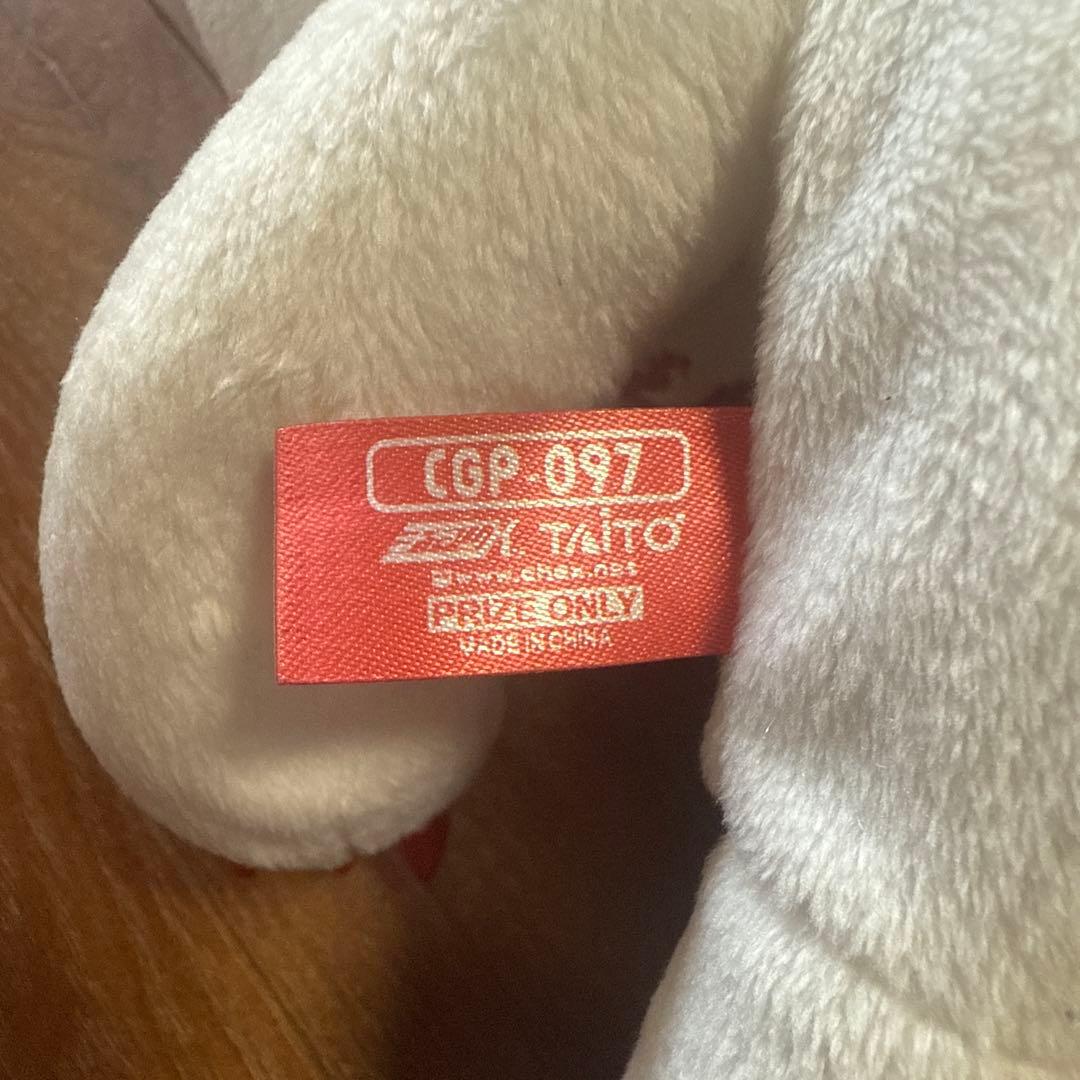 CGP-097
TAITO
www.chax.net
PRIZE ONLY
MADE IN CHINA